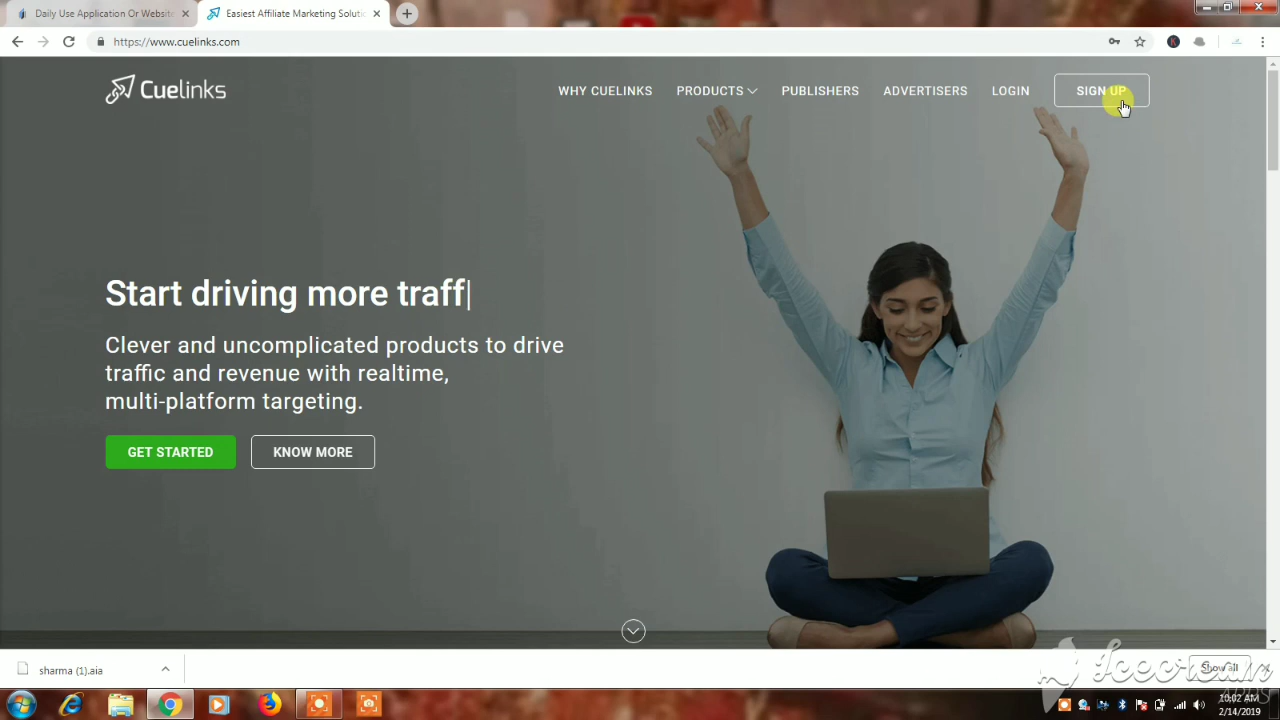 Daily Use Application Or Website
Easiest Affiliate Marketing Soluti
https://www.cuelinks.com
K
Cuelinks
WHY CUELINKS
PRODUCTS
PUBLISHERS
ADVERTISERS
LOGIN
SIGN UP
Start driving more traff
Clever and uncomplicated products to drive
traffic and revenue with realtime,
multi-platform targeting.
GET STARTED
KNOW MORE
sharma (1).aia
Show all
Icecream
APPS
10:02 AM
2/14/2019